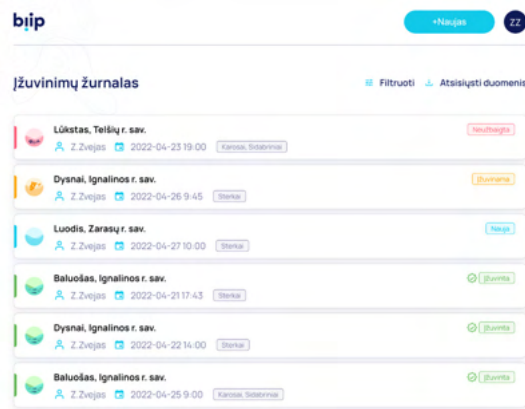 biip
+Naujas
ZZ
Įžuvinimų žurnalas
Filtruoti
Atsisiųsti duomenis
Lūkstas, Telšių r. sav.
Neužbaigta
Z.Zvejas 2022-04-23 19:00 Karosai, Sidabriniai
Dysnai, Ignalinos r. sav.
Įžuvinama
Z.Zvejas 2022-04-26 9:45 Sterkai
Luodis, Zarasų r. sav.
Nauja
Z.Zvejas 2022-04-27 10:00 Sterkai
Baluošas, Ignalinos r. sav.
Įžuvinta
Z.Zvejas 2022-04-21 17:43 Sterkai
Dysnai, Ignalinos r. sav.
Įžuvinta
Z.Zvejas 2022-04-22 14:00 Sterkai
Baluošas, Ignalinos r. sav.
Įžuvinta
Z.Zvejas 2022-04-25 9:00 Karosai, Sidabriniai